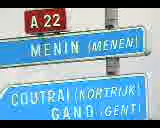 A 22
MENIN (MENEN)
COUTRAI (KORTRIJK)
GAND (GENT)